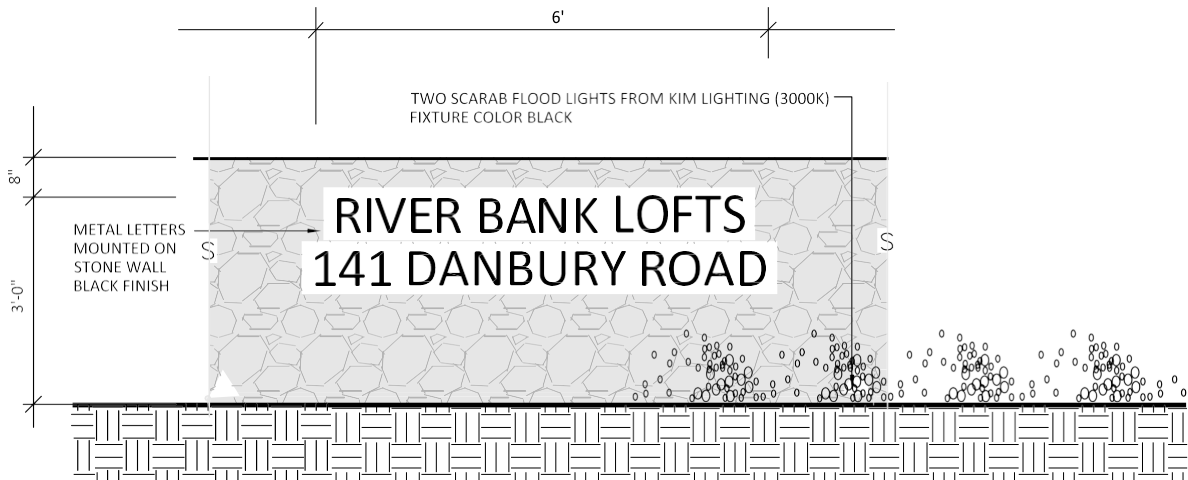 6'
TWO SCARAB FLOOD LIGHTS FROM KIM LIGHTING (3000K)
FIXTURE COLOR BLACK
8"
RIVER BANK LOFTS
141 DANBURY ROAD
METAL LETTERS
MOUNTED ON
STONE WALL
BLACK FINISH
S
S
3'-0"